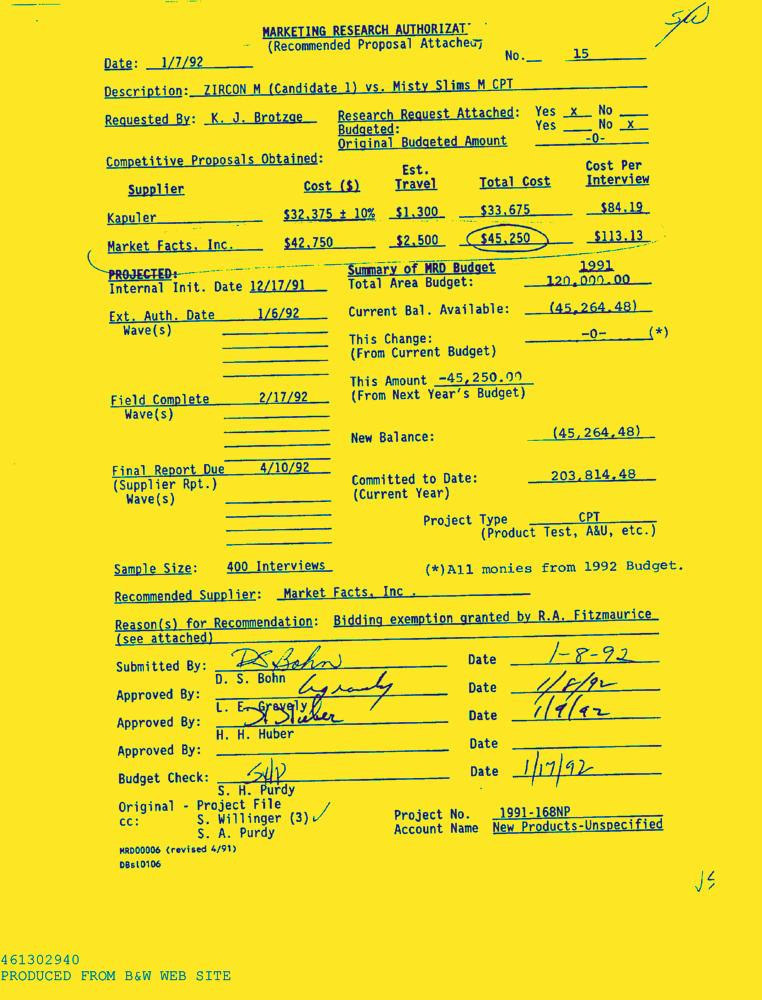 MARKETING RESEARCH AUTHORIZAT
(Recommended Proposal Attached)
Date: 1/7/92 No. 15
Description: ZIRCON M (Candidate 1) vs. Misty Slims M CPT
Requested By: K. J. Brotzge Research Request Attached: Yes X No
Budgeted: Yes No X
Original Budgeted Amount -0-
Competitive Proposals Obtained:
Supplier Cost ($) Est. Travel Total Cost Cost Per Interview
Kapuler $32,375 ± 10% $1,300 $33,675 $84.19
Market Facts, Inc. $42,750 $2,500 $45,250 $113.13
PROJECTED: Summary of MRD Budget 1991
Internal Init. Date 12/17/91 Total Area Budget: 120,000.00
Ext. Auth. Date 1/6/92 Current Bal. Available: (45,264.48)
Wave(s)
This Change: -0- (*)
(From Current Budget)
This Amount -45,250.00
(From Next Year's Budget)
Field Complete 2/17/92
Wave(s)
New Balance: (45,264.48)
Final Report Due 4/10/92
(Supplier Rpt.) Committed to Date: 203,814.48
Wave(s) (Current Year)
Project Type CPT
(Product Test, A&U, etc.)
Sample Size: 400 Interviews (*)All monies from 1992 Budget.
Recommended Supplier: Market Facts, Inc.
Reason(s) for Recommendation: Bidding exemption granted by R.A. Fitzmaurice
(see attached)
Submitted By: DS Bohn Date 1-8-92
D. S. Bohn
Approved By: Date 1/8/92
L. E. Gravely
Approved By: Date 1/9/92
H. H. Huber
Approved By: Date
Budget Check: SHP Date 1/17/92
S. H. Purdy
Original - Project File
cc: S. Willinger (3) ✓ Project No. 1991-168NP
S. A. Purdy Account Name New Products-Unspecified
MRD00006 (revised 4/91)
DBsl0106
461302940
PRODUCED FROM B&W WEB SITE